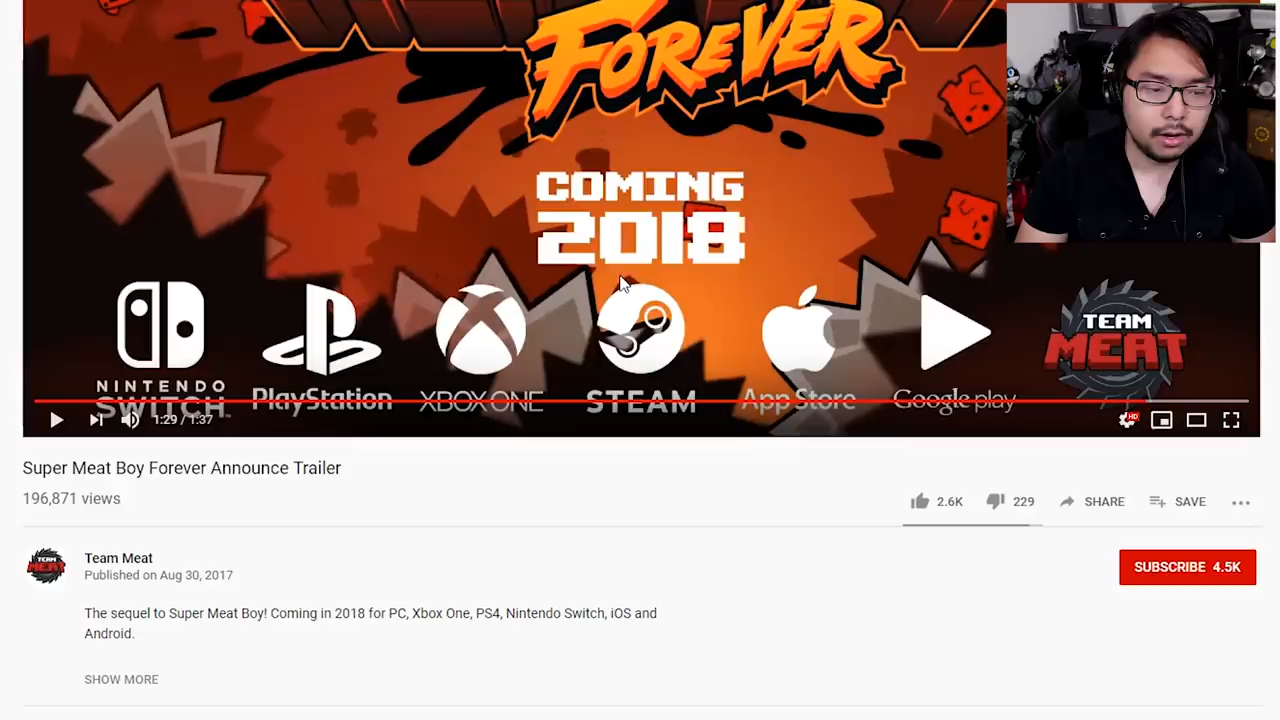 FOREVER
COMING
2018
NINTENDO
SWITCH
PlayStation
XBOX ONE
STEAM
App Store
Google play
TEAM
MEAT
1:29 / 1:37
HD
Super Meat Boy Forever Announce Trailer
196,871 views
2.6K
229
SHARE
SAVE
TEAM
MEAT
Team Meat
Published on Aug 30, 2017
SUBSCRIBE 4.5K
The sequel to Super Meat Boy! Coming in 2018 for PC, Xbox One, PS4, Nintendo Switch, iOS and
Android.
SHOW MORE